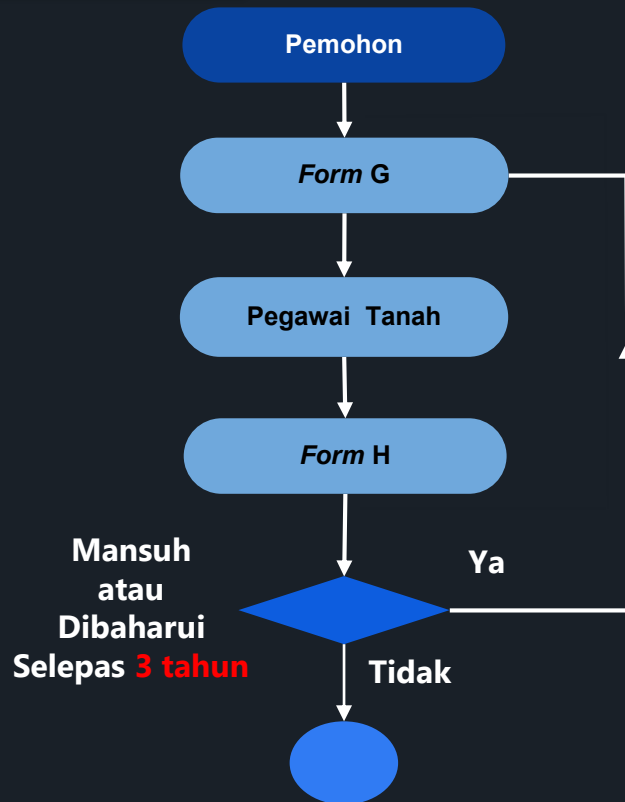 Pemohon
Form G
Pegawai Tanah
Form H
Mansuh
atau
Dibaharui
Selepas 3 tahun
Ya
Tidak